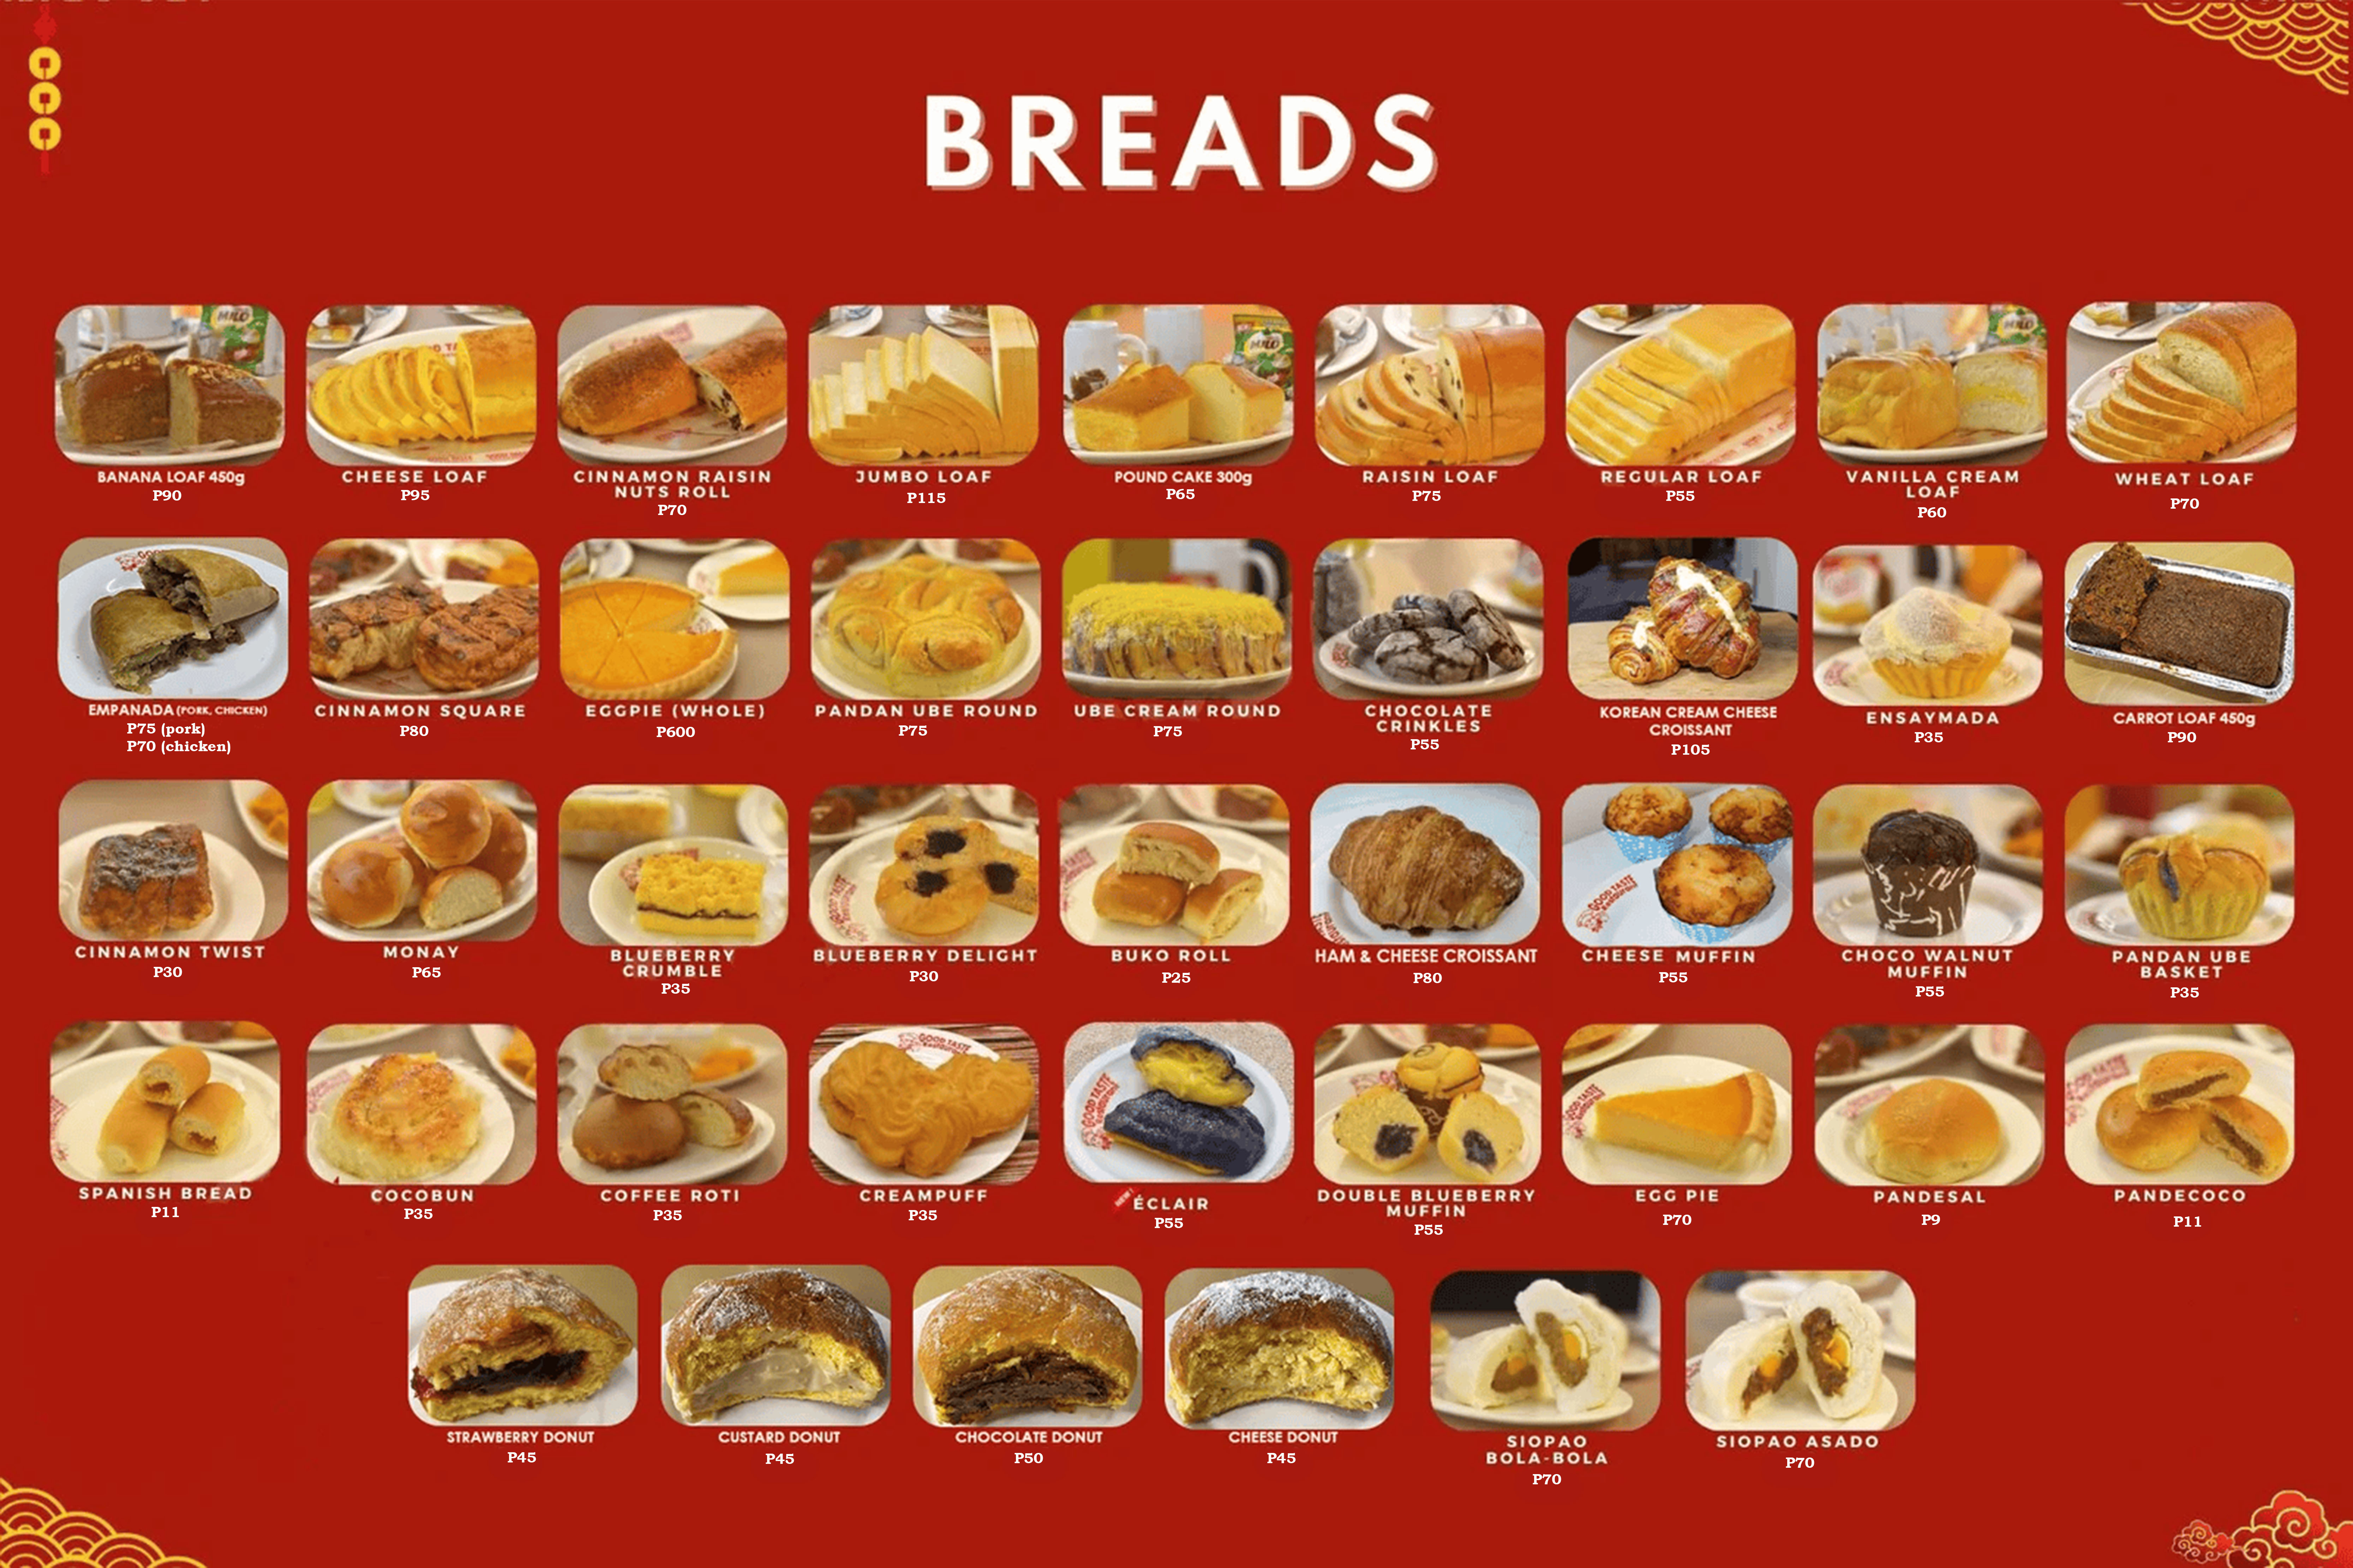 BREADS
BANANA LOAF 450g
P90
CHEESE LOAF
P95
CINNAMON RAISIN
NUTS ROLL
P70
JUMBO LOAF
P115
POUND CAKE 300g
P65
RAISIN LOAF
P75
REGULAR LOAF
P55
VANILLA CREAM
LOAF
P60
WHEAT LOAF
P70
EMPANADA (PORK, CHICKEN)
P75 (pork)
P70 (chicken)
CINNAMON SQUARE
P80
EGGPIE (WHOLE)
P600
PANDAN UBE ROUND
P75
UBE CREAM ROUND
P75
CHOCOLATE
CRINKLES
P55
KOREAN CREAM CHEESE
CROISSANT
P105
ENSAYMADA
P35
CARROT LOAF 450g
P90
CINNAMON TWIST
P30
MONAY
P65
BLUEBERRY
CRUMBLE
P35
BLUEBERRY DELIGHT
P30
BUKO ROLL
P25
HAM & CHEESE CROISSANT
P80
CHEESE MUFFIN
P55
CHOCO WALNUT
MUFFIN
P55
PANDAN UBE
BASKET
P35
SPANISH BREAD
P11
COCOBUN
P35
COFFEE ROTI
P35
CREAMPUFF
P35
NEW!
ÉCLAIR
P55
DOUBLE BLUEBERRY
MUFFIN
P55
EGG PIE
P70
PANDESAL
P9
PANDECOCO
P11
STRAWBERRY DONUT
P45
CUSTARD DONUT
P45
CHOCOLATE DONUT
P50
CHEESE DONUT
P45
SIOPAO
BOLA-BOLA
P70
SIOPAO ASADO
P70